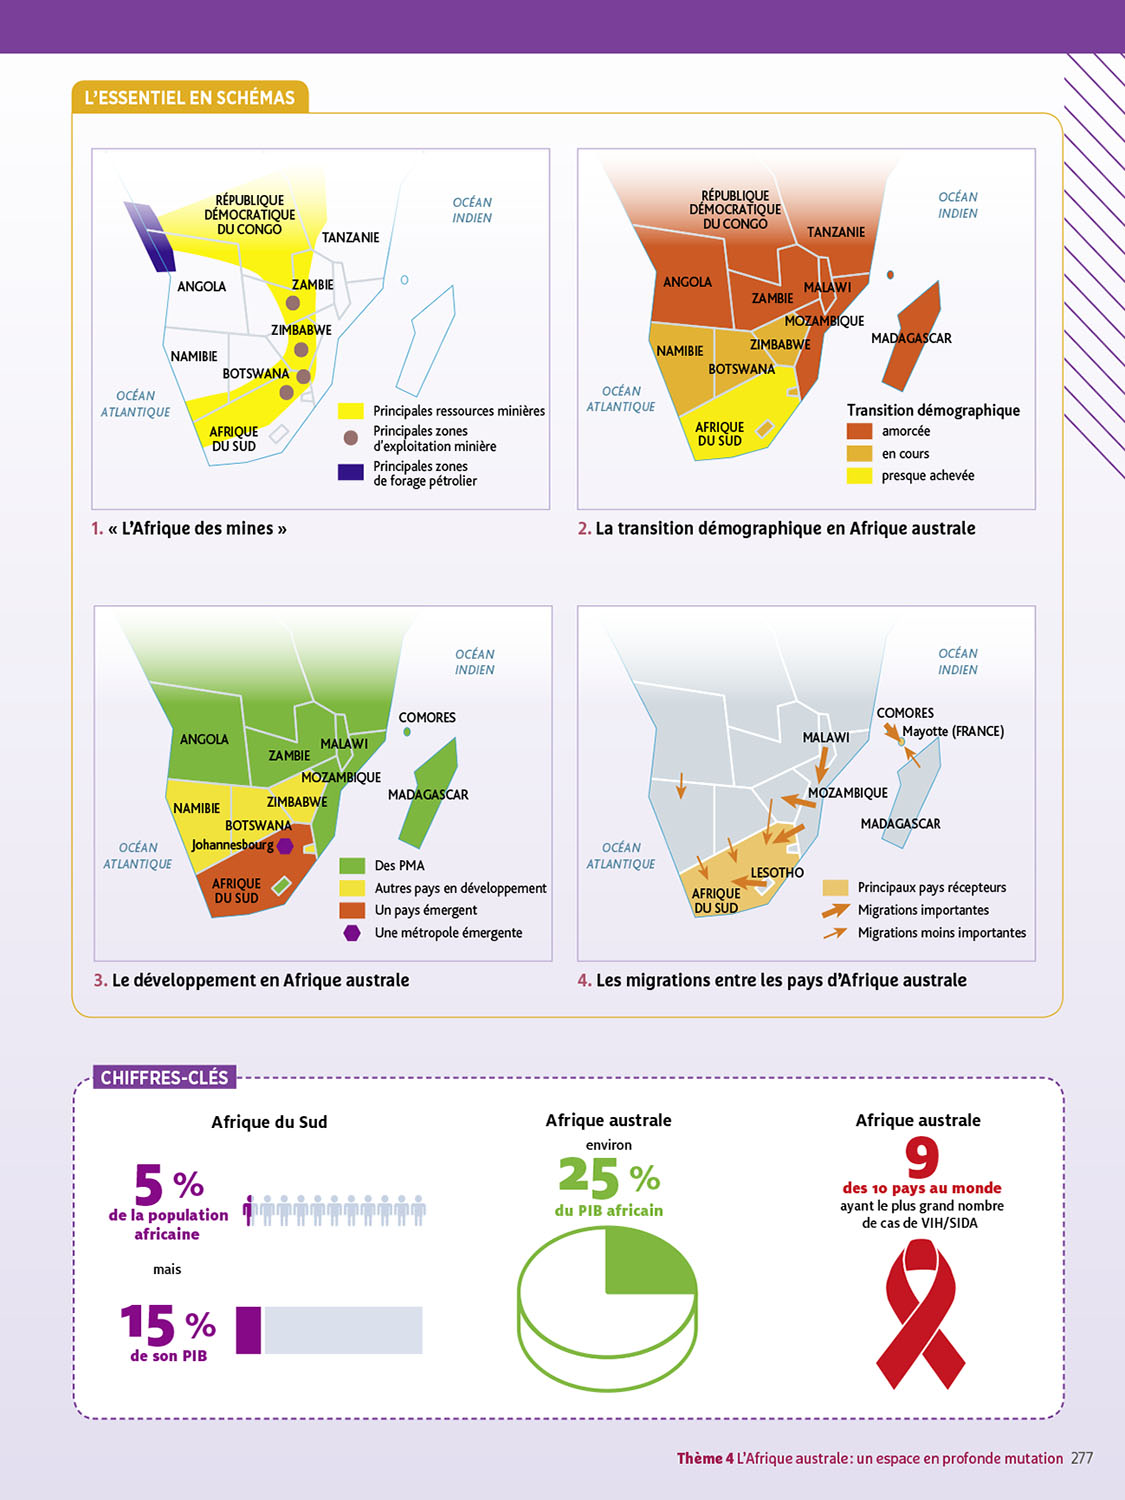 L'ESSENTIEL EN SCHÉMAS
RÉPUBLIQUE
DÉMOCRATIQUE
DU CONGO
TANZANIE
OCÉAN
INDIEN
ANGOLA
ZAMBIE
ZIMBABWE
NAMIBIE
BOTSWANA
OCÉAN
ATLANTIQUE
AFRIQUE
DU SUD
Principales ressources minières
Principales zones
d'exploitation minière
Principales zones
de forage pétrolier
1. « L'Afrique des mines »
RÉPUBLIQUE
DÉMOCRATIQUE
DU CONGO
TANZANIE
OCÉAN
INDIEN
ANGOLA
ZAMBIE
MALAWI
MOZAMBIQUE
ZIMBABWE
MADAGASCAR
NAMIBIE
BOTSWANA
OCÉAN
ATLANTIQUE
AFRIQUE
DU SUD
Transition démographique
amorcée
en cours
presque achevée
2. La transition démographique en Afrique australe
OCÉAN
INDIEN
COMORES
ANGOLA
ZAMBIE
MALAWI
MOZAMBIQUE
MADAGASCAR
NAMIBIE
ZIMBABWE
BOTSWANA
Johannesbourg
OCÉAN
ATLANTIQUE
AFRIQUE
DU SUD
Des PMA
Autres pays en développement
Un pays émergent
Une métropole émergente
3. Le développement en Afrique australe
OCÉAN
INDIEN
COMORES
Mayotte (FRANCE)
MALAWI
MOZAMBIQUE
MADAGASCAR
OCÉAN
ATLANTIQUE
LESOTHO
AFRIQUE
DU SUD
Principaux pays récepteurs
Migrations importantes
Migrations moins importantes
4. Les migrations entre les pays d'Afrique australe
CHIFFRES-CLÉS
Afrique du Sud
5 %
de la population
africaine
mais
15 %
de son PIB
Afrique australe
environ
25 %
du PIB africain
Afrique australe
9
des 10 pays au monde
ayant le plus grand nombre
de cas de VIH/SIDA
Thème 4 L'Afrique australe : un espace en profonde mutation 277